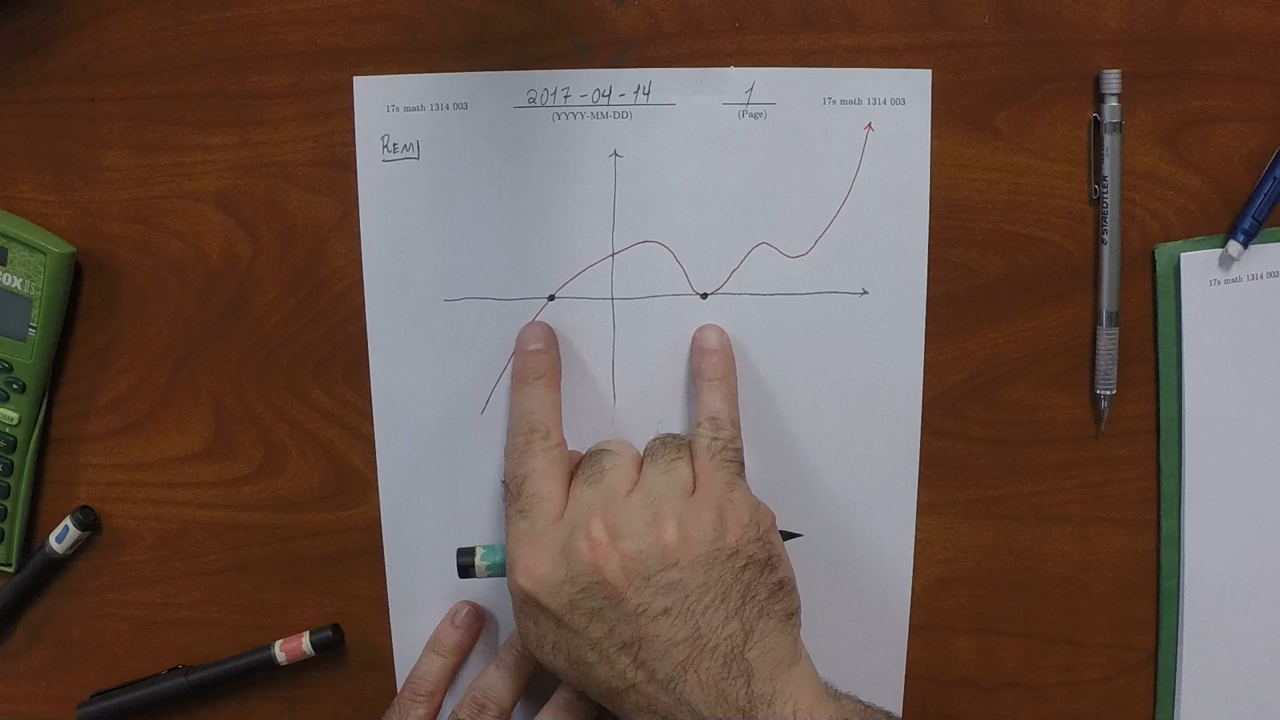 17s math 1314 003
2017-04-14
(YYYY-MM-DD)
1
(Page)
17s math 1314 003
REM
STAEDTLER
17s math 1314 003